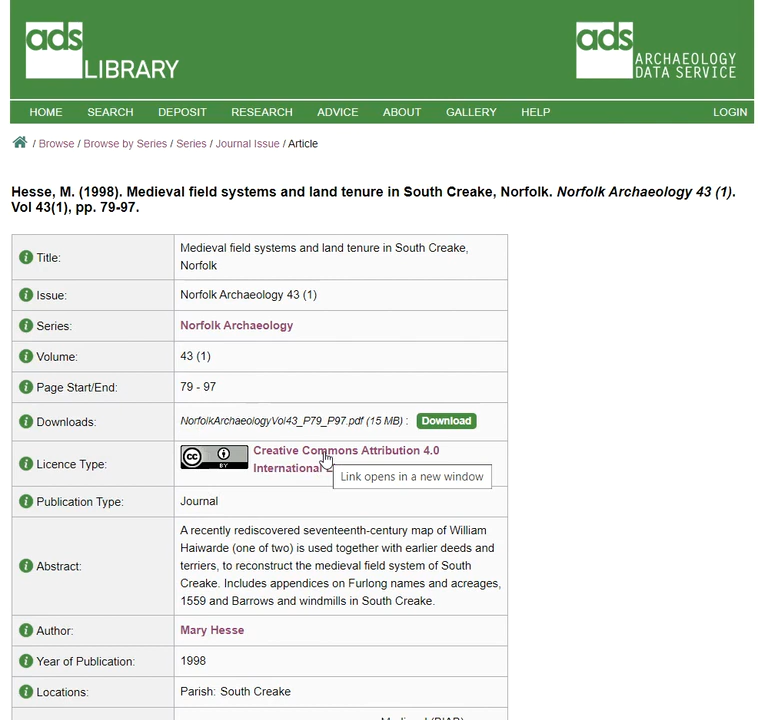 ads LIBRARY
ads ARCHAEOLOGY DATA SERVICE
HOME SEARCH DEPOSIT RESEARCH ADVICE ABOUT GALLERY HELP LOGIN
/ Browse / Browse by Series / Series / Journal Issue / Article
Hesse, M. (1998). Medieval field systems and land tenure in South Creake, Norfolk. Norfolk Archaeology 43 (1).
Vol 43(1), pp. 79-97.
Title: Medieval field systems and land tenure in South Creake,
Norfolk
Issue: Norfolk Archaeology 43 (1)
Series: Norfolk Archaeology
Volume: 43 (1)
Page Start/End: 79 - 97
Downloads: NorfolkArchaeologyVol43_P79_P97.pdf (15 MB) : Download
Licence Type: cc BY Creative Commons Attribution 4.0
International
Link opens in a new window
Publication Type: Journal
Abstract: A recently rediscovered seventeenth-century map of William
Haiwarde (one of two) is used together with earlier deeds and
terriers, to reconstruct the medieval field system of South
Creake. Includes appendices on Furlong names and acreages,
1559 and Barrows and windmills in South Creake.
Author: Mary Hesse
Year of Publication: 1998
Locations: Parish: South Creake